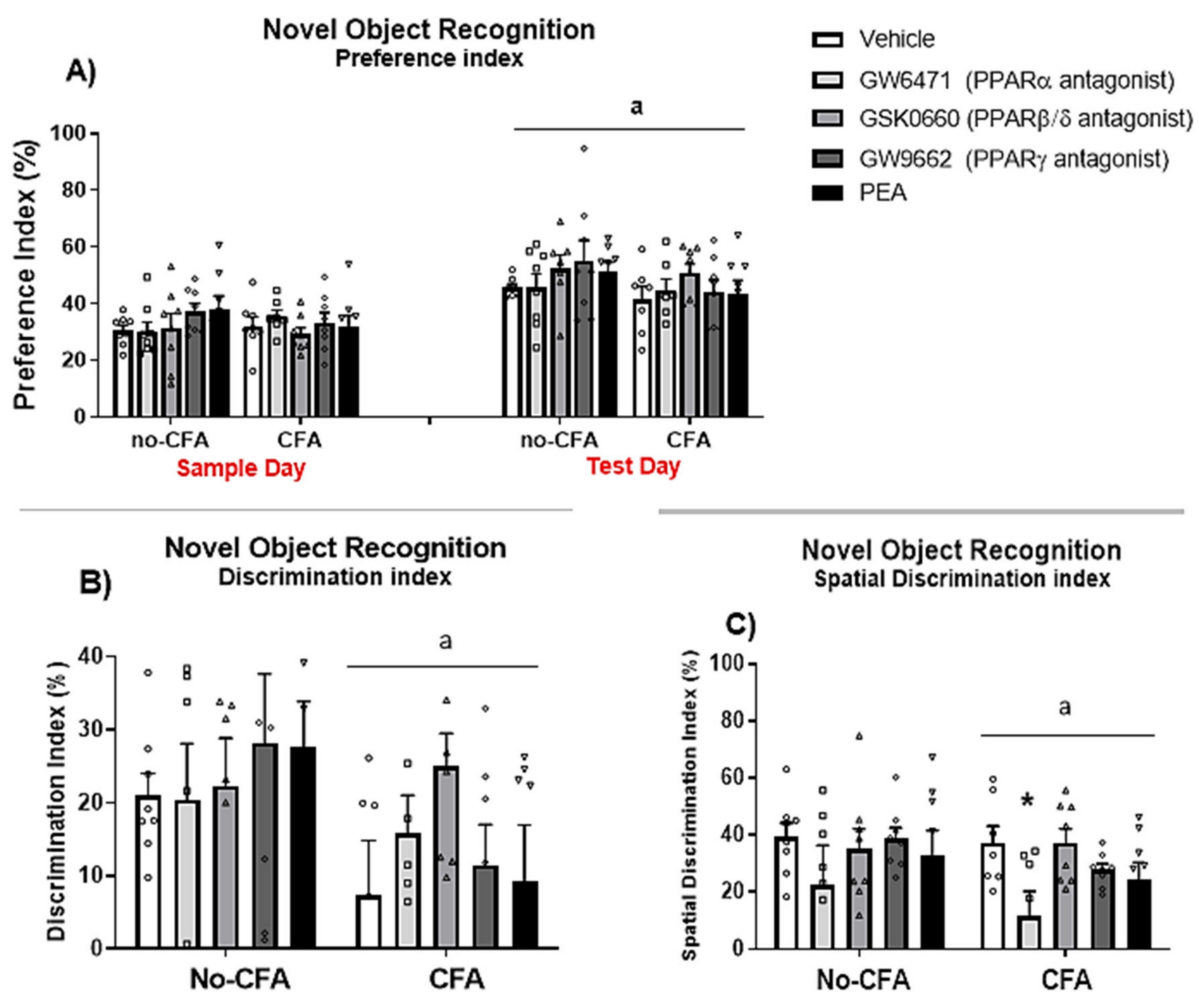 Novel Object Recognition
Preference index
A)
Vehicle
GW6471 (PPARα antagonist)
GSK0660 (PPARβ/δ antagonist)
GW9662 (PPARγ antagonist)
PEA
a
Preference Index (%)
100
80
60
40
20
0
no-CFA
CFA
no-CFA
CFA
Sample Day
Test Day
Novel Object Recognition
Discrimination index
B)
a
Discrimination Index (%)
40
30
20
10
0
No-CFA
CFA
Novel Object Recognition
Spatial Discrimination index
C)
a
*
Spatial Discrimination Index (%)
100
80
60
40
20
0
No-CFA
CFA